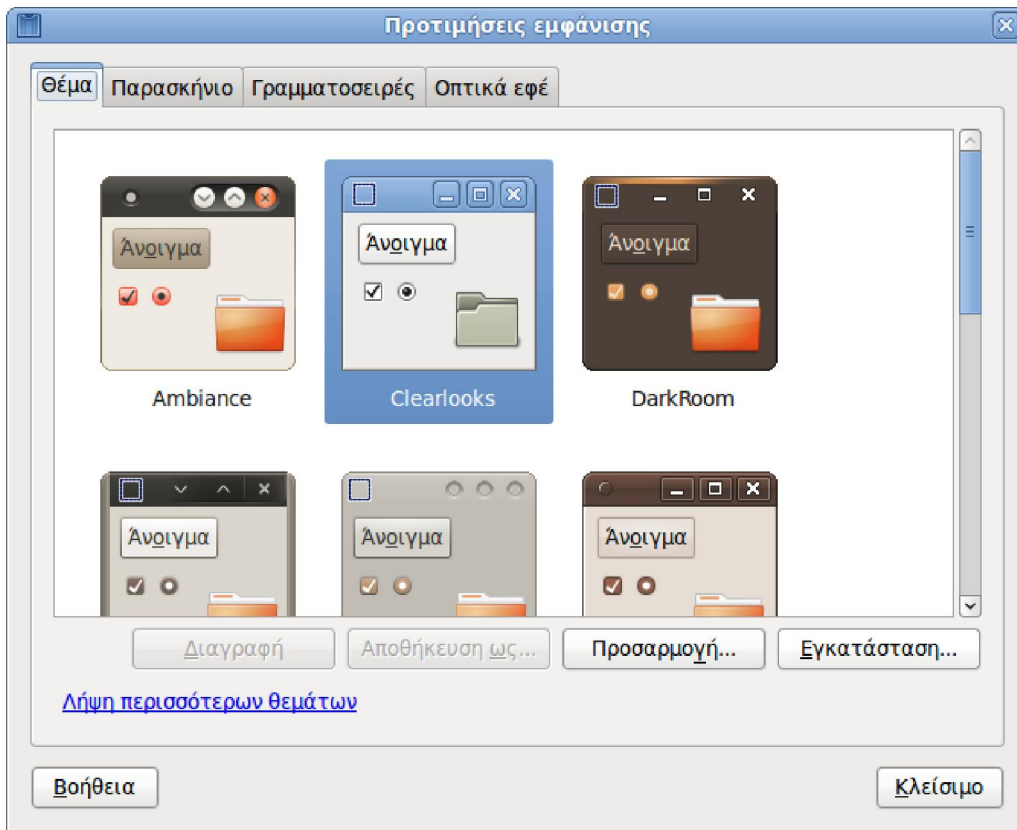 Προτιμήσεις εμφάνισης
Θέμα Παρασκήνιο Γραμματοσειρές Οπτικά εφέ
Άνοιγμα Άνοιγμα Άνοιγμα
Ambiance Clearlooks DarkRoom
Άνοιγμα Άνοιγμα Άνοιγμα
Διαγραφή Αποθήκευση ως... Προσαρμογή... Εγκατάσταση...
Λήψη περισσότερων θεμάτων
Βοήθεια Κλείσιμο